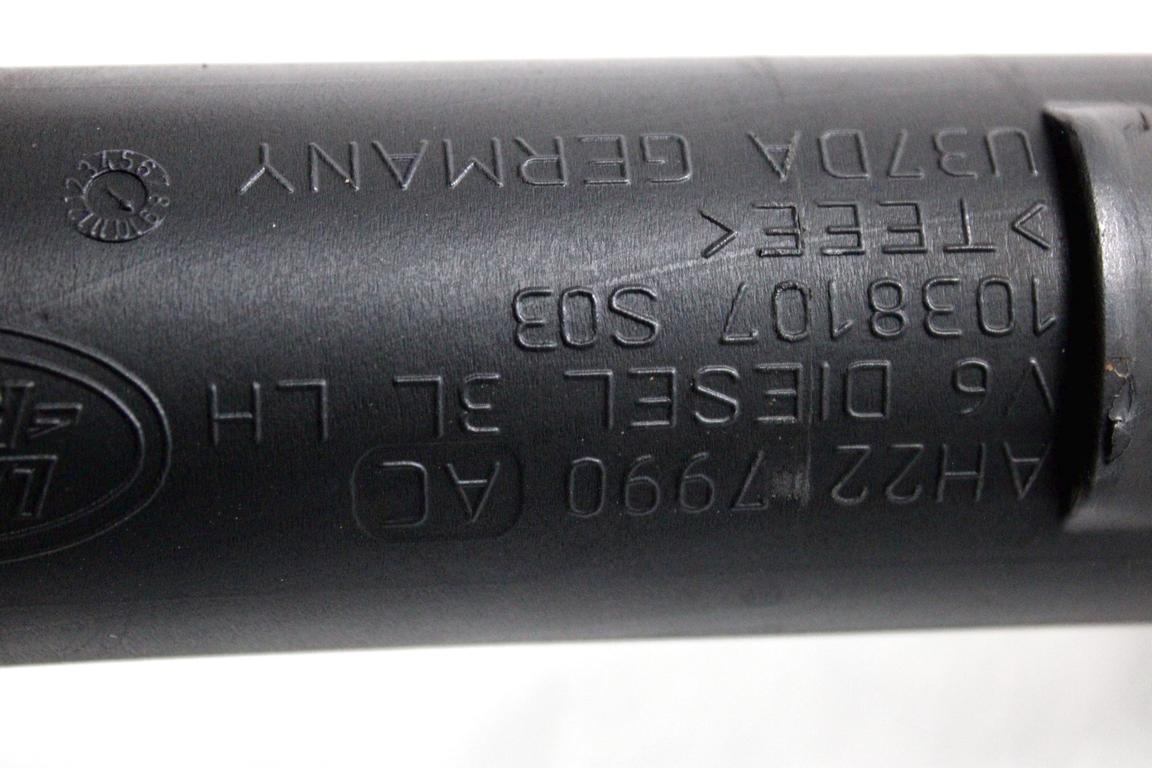 AH22 7990 AC
V6 DIESEL 3L LH
1038107 S03
>TEEE<
U37DA GERMANY